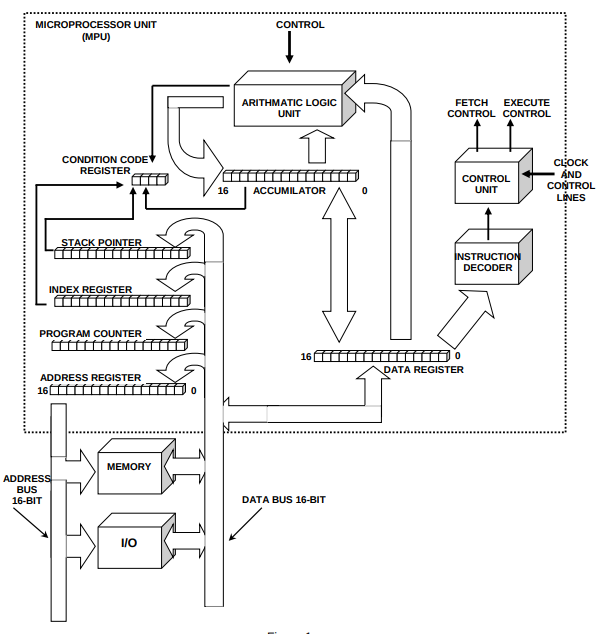 MICROPROCESSOR UNIT
(MPU)
CONTROL
ARITHMATIC LOGIC
UNIT
FETCH
CONTROL
EXECUTE
CONTROL
CONDITION CODE
REGISTER
16
ACCUMILATOR
0
CONTROL
UNIT
CLOCK
AND
CONTROL
LINES
STACK POINTER
INSTRUCTION
DECODER
INDEX REGISTER
PROGRAM COUNTER
16
0
DATA REGISTER
ADDRESS REGISTER
16
0
MEMORY
ADDRESS
BUS
16-BIT
DATA BUS 16-BIT
I/O